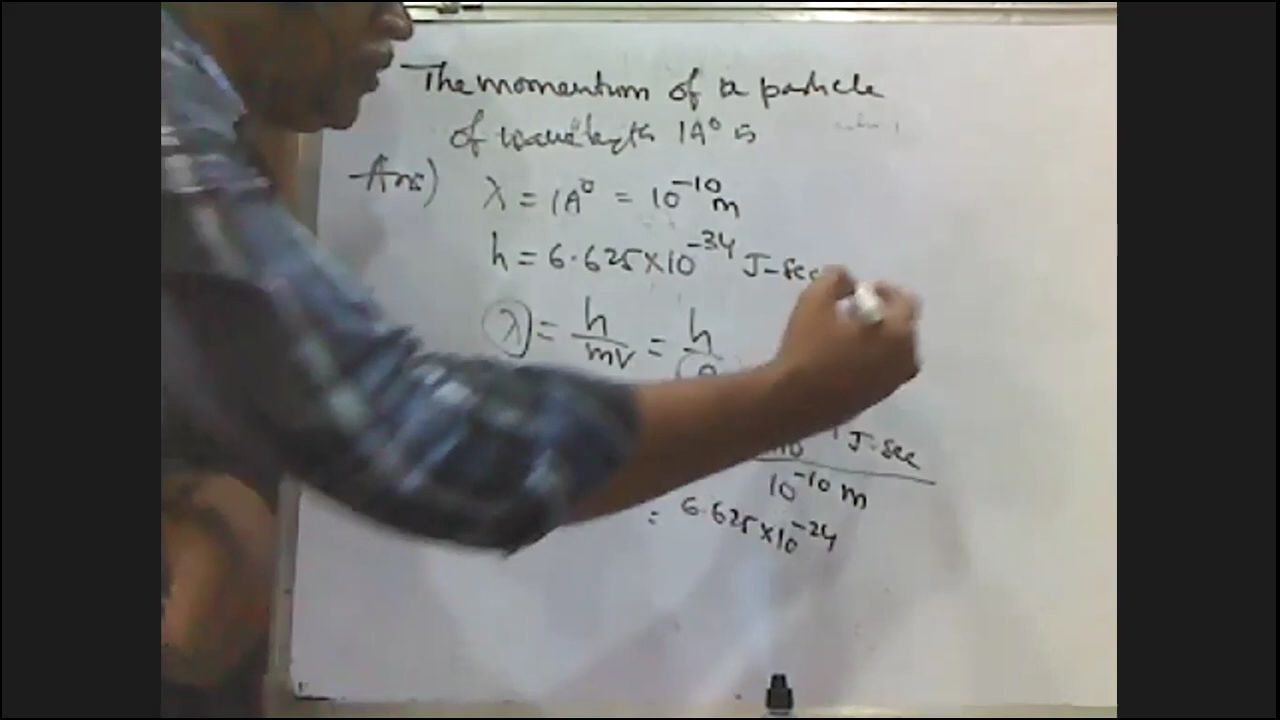 The momentum of a particle
of wavelength 1A° is
Ans) λ = 1A° = 10⁻¹⁰ m
h = 6.625×10⁻³⁴ J-sec
λ = h/mv = h/p
J-sec
10⁻¹⁰ m
= 6.625×10⁻²⁴